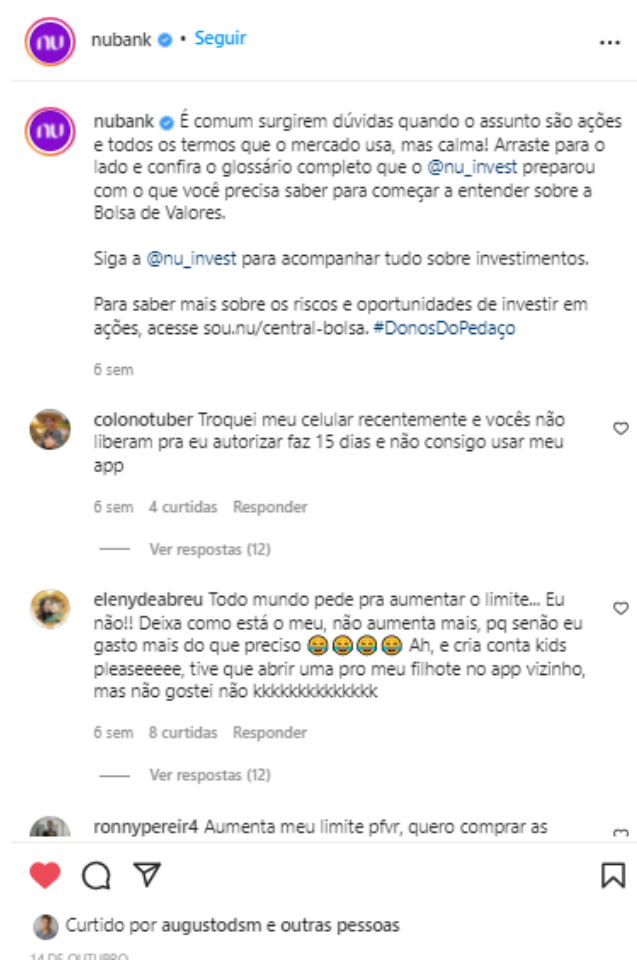 nubank • Seguir
nubank É comum surgirem dúvidas quando o assunto são ações
e todos os termos que o mercado usa, mas calma! Arraste para o
lado e confira o glossário completo que o @nu_invest preparou
com o que você precisa saber para começar a entender sobre a
Bolsa de Valores.
Siga a @nu_invest para acompanhar tudo sobre investimentos.
Para saber mais sobre os riscos e oportunidades de investir em
ações, acesse sou.nu/central-bolsa. #DonosDoPedaço
6 sem
colonotuber Troquei meu celular recentemente e vocês não
liberam pra eu autorizar faz 15 dias e não consigo usar meu
app
6 sem 4 curtidas Responder
Ver respostas (12)
elenydeabreu Todo mundo pede pra aumentar o limite... Eu
não!! Deixa como está o meu, não aumenta mais, pq senão eu
gasto mais do que preciso 😂😂😂😂 Ah, e cria conta kids
pleaseeeee, tive que abrir uma pro meu filhote no app vizinho,
mas não gostei não kkkkkkkkkkkkkk
6 sem 8 curtidas Responder
Ver respostas (12)
ronnypereir4 Aumenta meu limite pfvr, quero comprar as
Curtido por augustodsm e outras pessoas
14 DE OUTUBRO